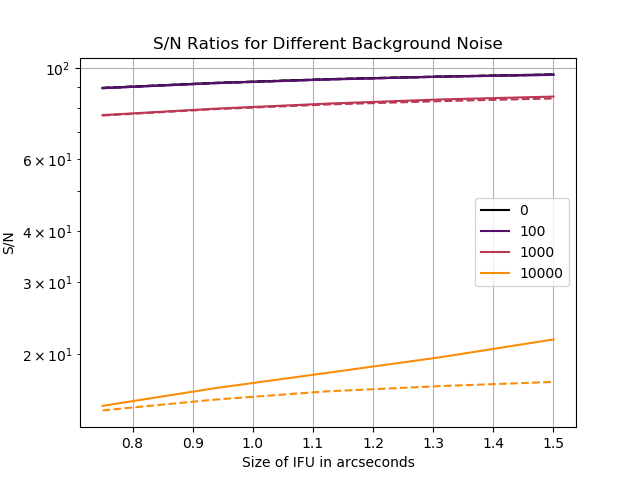 S/N Ratios for Different Background Noise
S/N
10²
6 × 10¹
4 × 10¹
3 × 10¹
2 × 10¹
0
100
1000
10000
0.8 0.9 1.0 1.1 1.2 1.3 1.4 1.5
Size of IFU in arcseconds